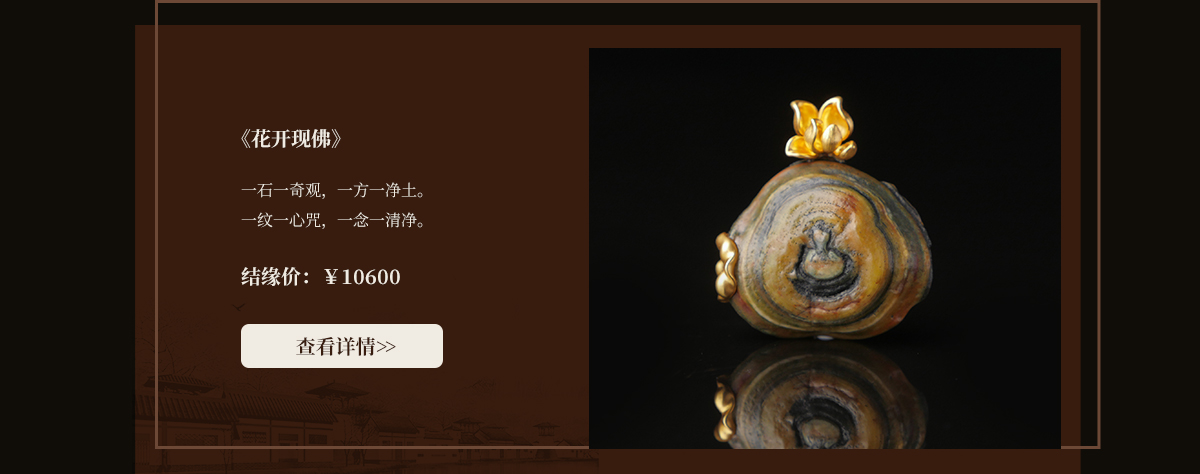 《花开现佛》
一石一奇观，一方一净土。
一纹一心咒，一念一清净。
结缘价：￥10600
查看详情>>